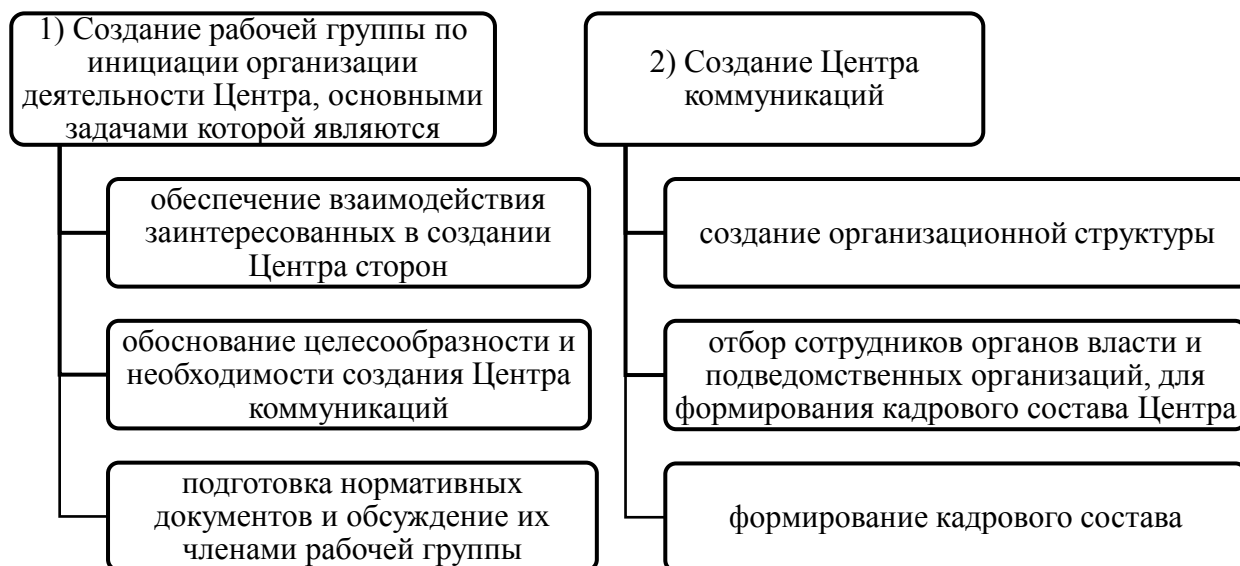 1) Создание рабочей группы по
инициации организации
деятельности Центра, основными
задачами которой являются
обеспечение взаимодействия
заинтересованных в создании
Центра сторон
обоснование целесообразности и
необходимости создания Центра
коммуникаций
подготовка нормативных
документов и обсуждение их
членами рабочей группы
2) Создание Центра
коммуникаций
создание организационной структуры
отбор сотрудников органов власти и
подведомственных организаций, для
формирования кадрового состава Центра
формирование кадрового состава